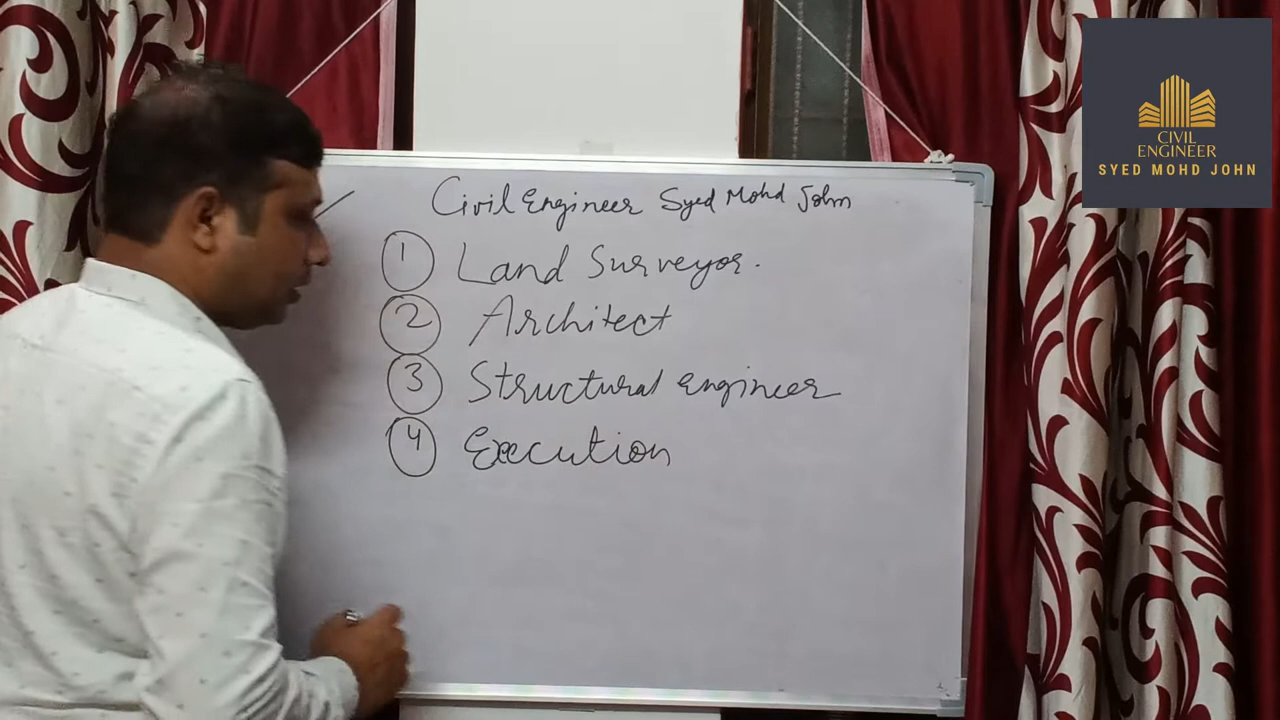 Civil Engineer Syed Mohd John
1 Land Surveyor.
2 Architect
3 Structural engineer
4 Execution
CIVIL
ENGINEER
SYED MOHD JOHN